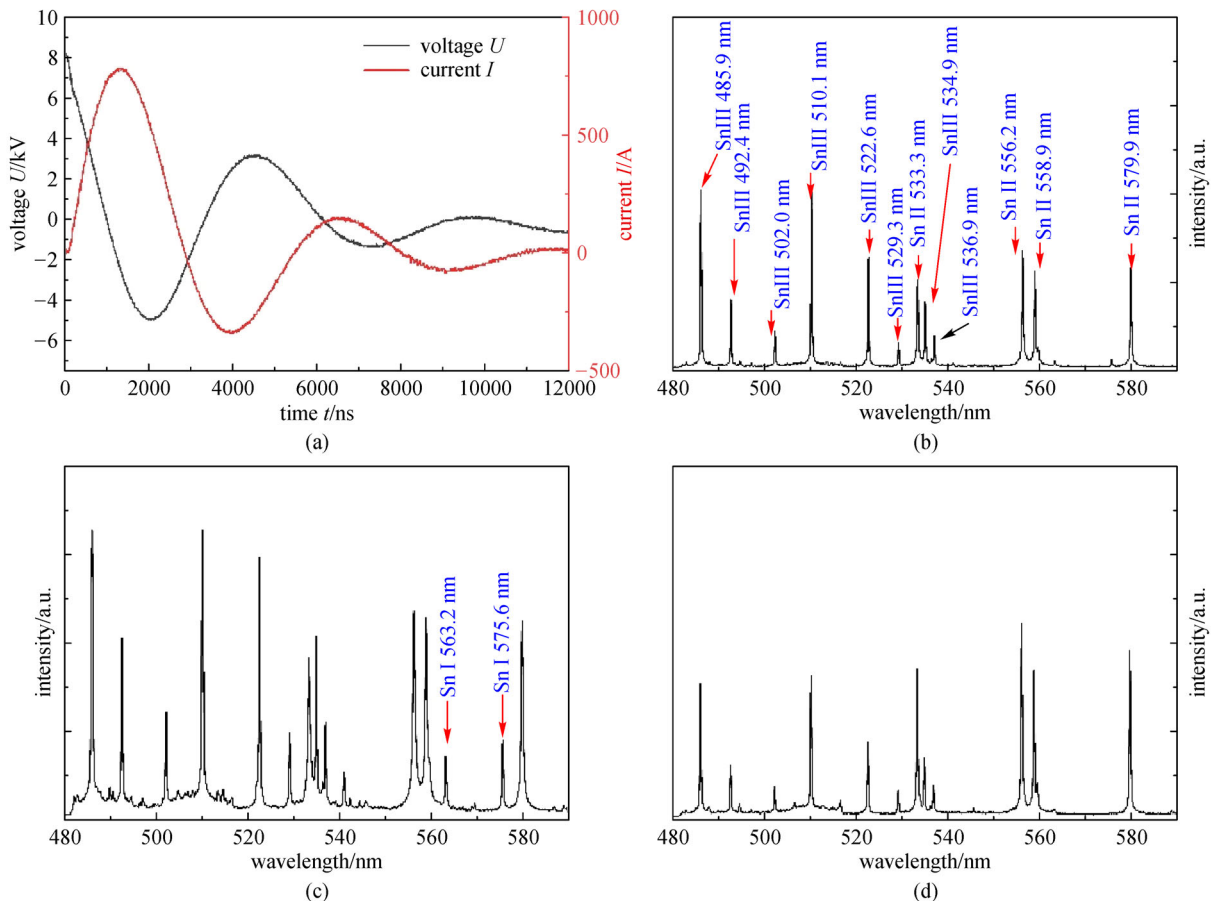 10
8
6
4
2
0
−2
−4
−6
voltage U/kV
voltage U
current I
1000
500
0
−500
current I/A
0 2000 4000 6000 8000 10000 12000
time t/ns
(a)
SnIII 485.9 nm
SnIII 492.4 nm
SnIII 502.0 nm
SnIII 510.1 nm
SnIII 522.6 nm
SnIII 529.3 nm
Sn II 533.3 nm
SnIII 534.9 nm
SnIII 536.9 nm
Sn II 556.2 nm
Sn II 558.9 nm
Sn II 579.9 nm
intensity/a.u.
480 500 520 540 560 580
wavelength/nm
(b)
intensity/a.u.
Sn I 563.2 nm
Sn I 575.6 nm
480 500 520 540 560 580
wavelength/nm
(c)
intensity/a.u.
480 500 520 540 560 580
wavelength/nm
(d)